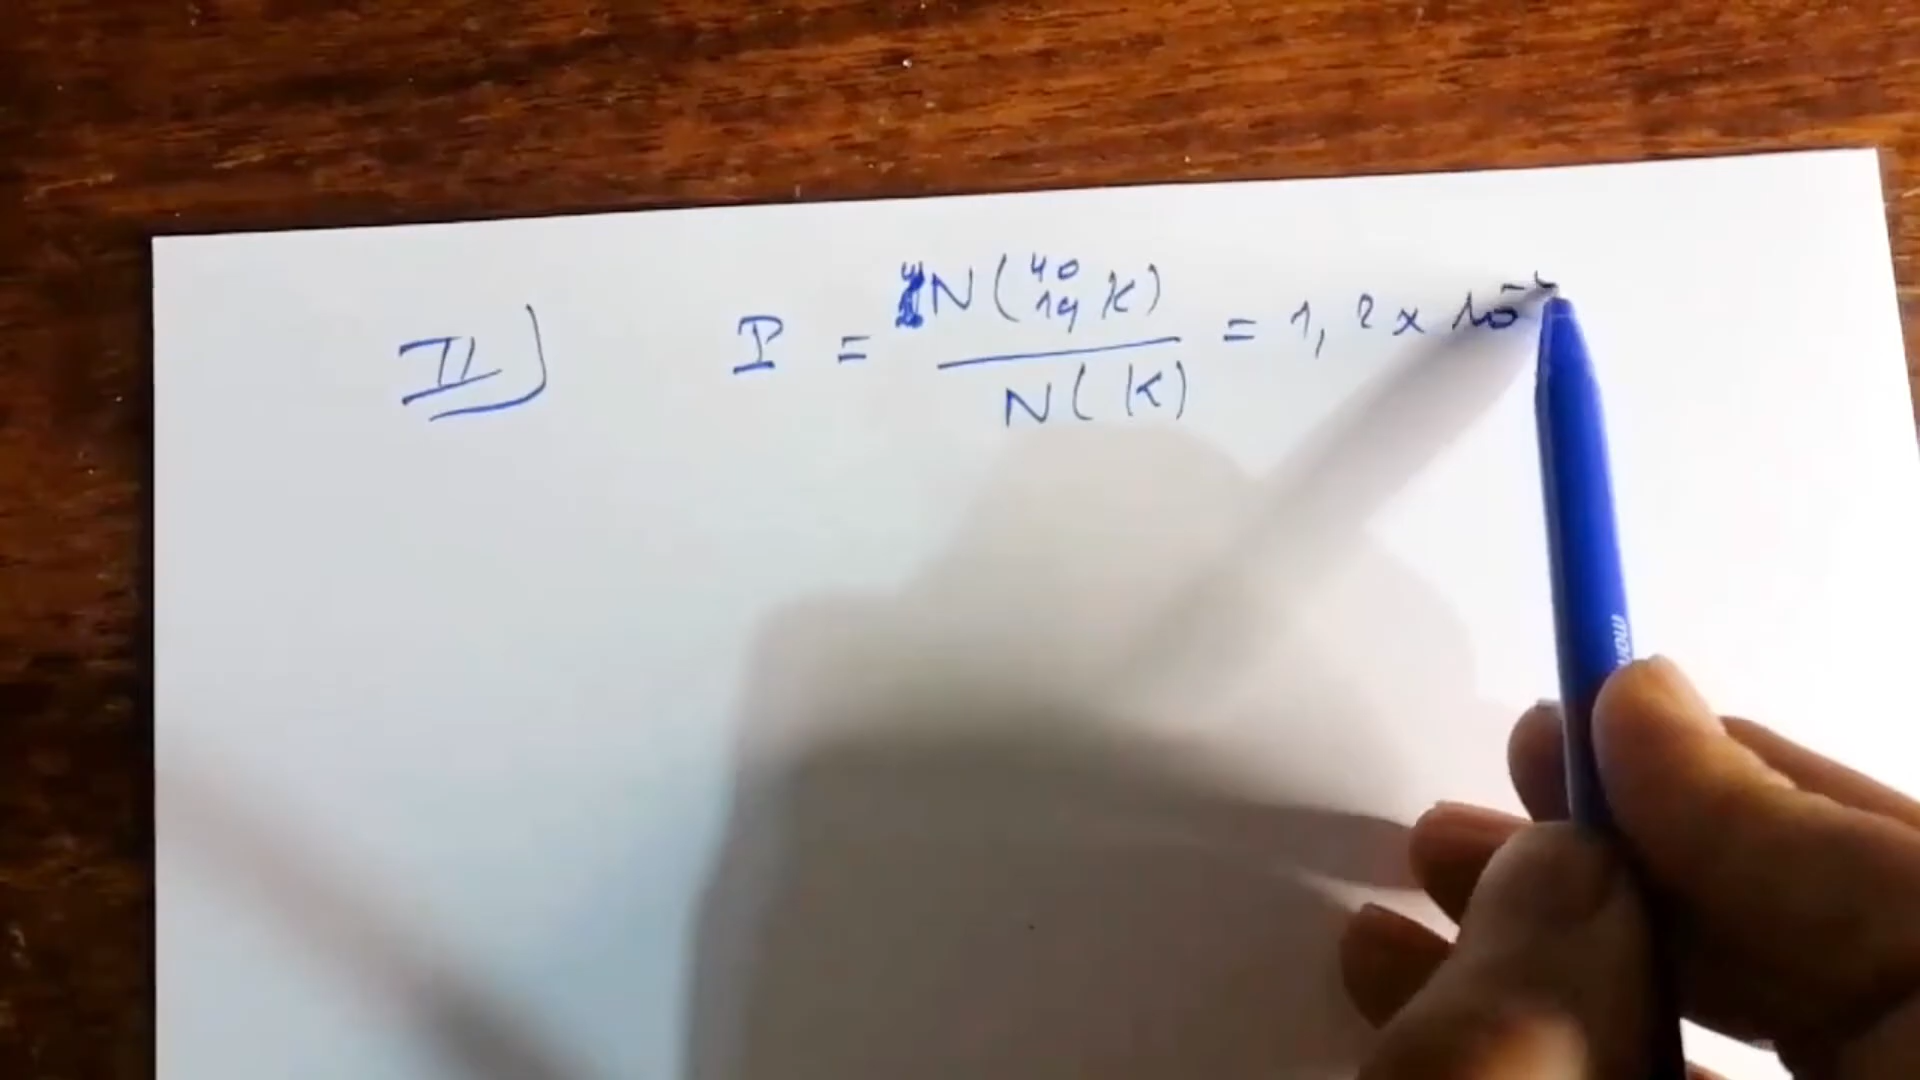 II) I = N(⁴⁰₁₉K) / N(K) = 1,2 x 10⁻